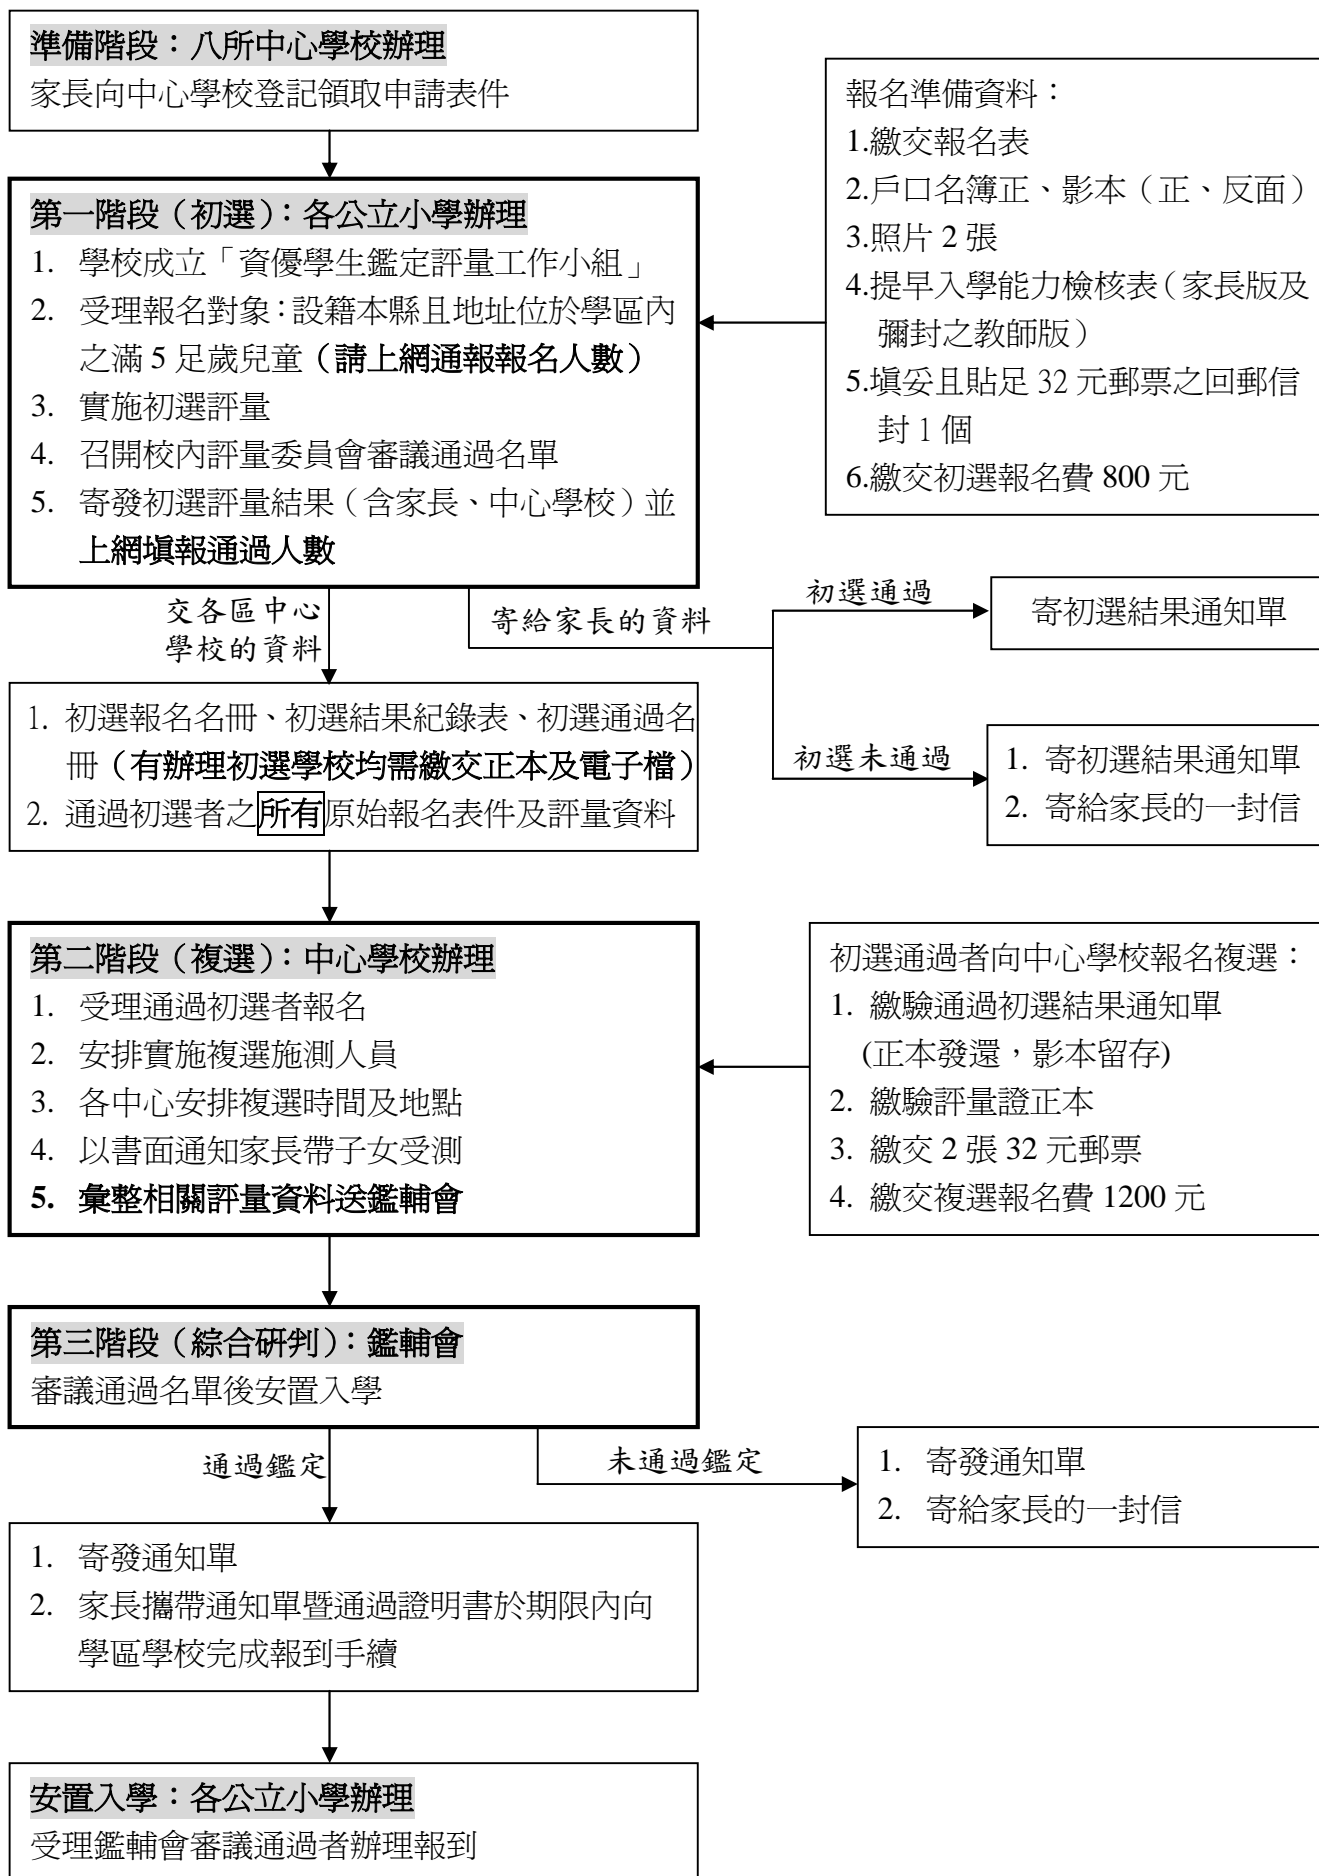 準備階段：八所中心學校辦理
家長向中心學校登記領取申請表件
報名準備資料：
1.繳交報名表
2.戶口名簿正、影本（正、反面）
3.照片 2 張
4.提早入學能力檢核表（家長版及
彌封之教師版）
5.填妥且貼足 32 元郵票之回郵信
封 1 個
6.繳交初選報名費 800 元
第一階段（初選）：各公立小學辦理
1. 學校成立「資優學生鑑定評量工作小組」
2. 受理報名對象：設籍本縣且地址位於學區內
之滿 5 足歲兒童（請上網通報報名人數）
3. 實施初選評量
4. 召開校內評量委員會審議通過名單
5. 寄發初選評量結果（含家長、中心學校）並
上網填報通過人數
交各區中心
學校的資料
寄給家長的資料
初選通過
寄初選結果通知單
初選未通過
1. 寄初選結果通知單
2. 寄給家長的一封信
1. 初選報名名冊、初選結果紀錄表、初選通過名
冊（有辦理初選學校均需繳交正本及電子檔）
2. 通過初選者之所有原始報名表件及評量資料
第二階段（複選）：中心學校辦理
1. 受理通過初選者報名
2. 安排實施複選施測人員
3. 各中心安排複選時間及地點
4. 以書面通知家長帶子女受測
5. 彙整相關評量資料送鑑輔會
初選通過者向中心學校報名複選：
1. 繳驗通過初選結果通知單
(正本發還，影本留存)
2. 繳驗評量證正本
3. 繳交 2 張 32 元郵票
4. 繳交複選報名費 1200 元
第三階段（綜合研判）：鑑輔會
審議通過名單後安置入學
通過鑑定
未通過鑑定
1. 寄發通知單
2. 寄給家長的一封信
1. 寄發通知單
2. 家長攜帶通知單暨通過證明書於期限內向
學區學校完成報到手續
安置入學：各公立小學辦理
受理鑑輔會審議通過者辦理報到